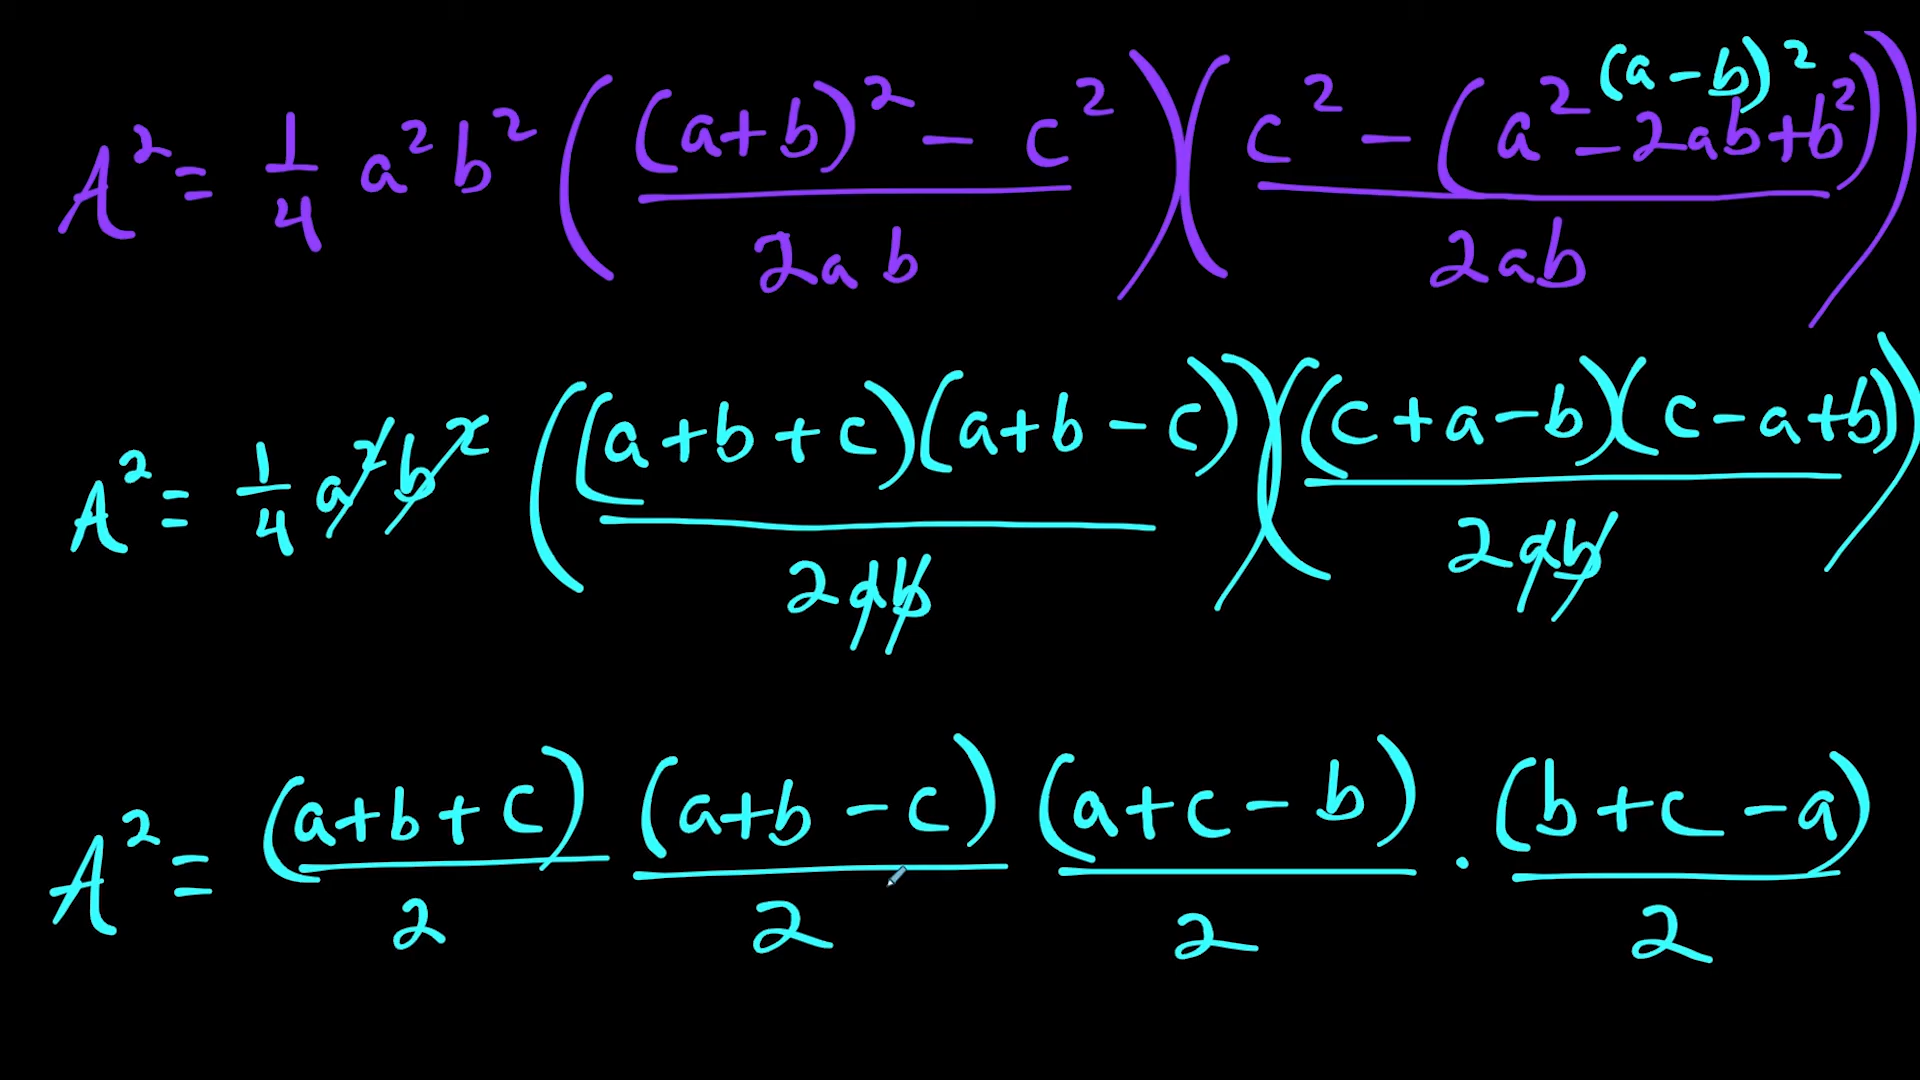 A² = 1/4 a²b² (((a+b)² − c²)/2ab)((c² − (a² − 2ab+b²))/2ab)
(a−b)²
A² = 1/4 a²b² (((a+b+c)(a+b−c))/2ab)(((c+a−b)(c−a+b))/2ab)
A² = (a+b+c)/2 (a+b−c)/2 (a+c−b)/2 · (b+c−a)/2